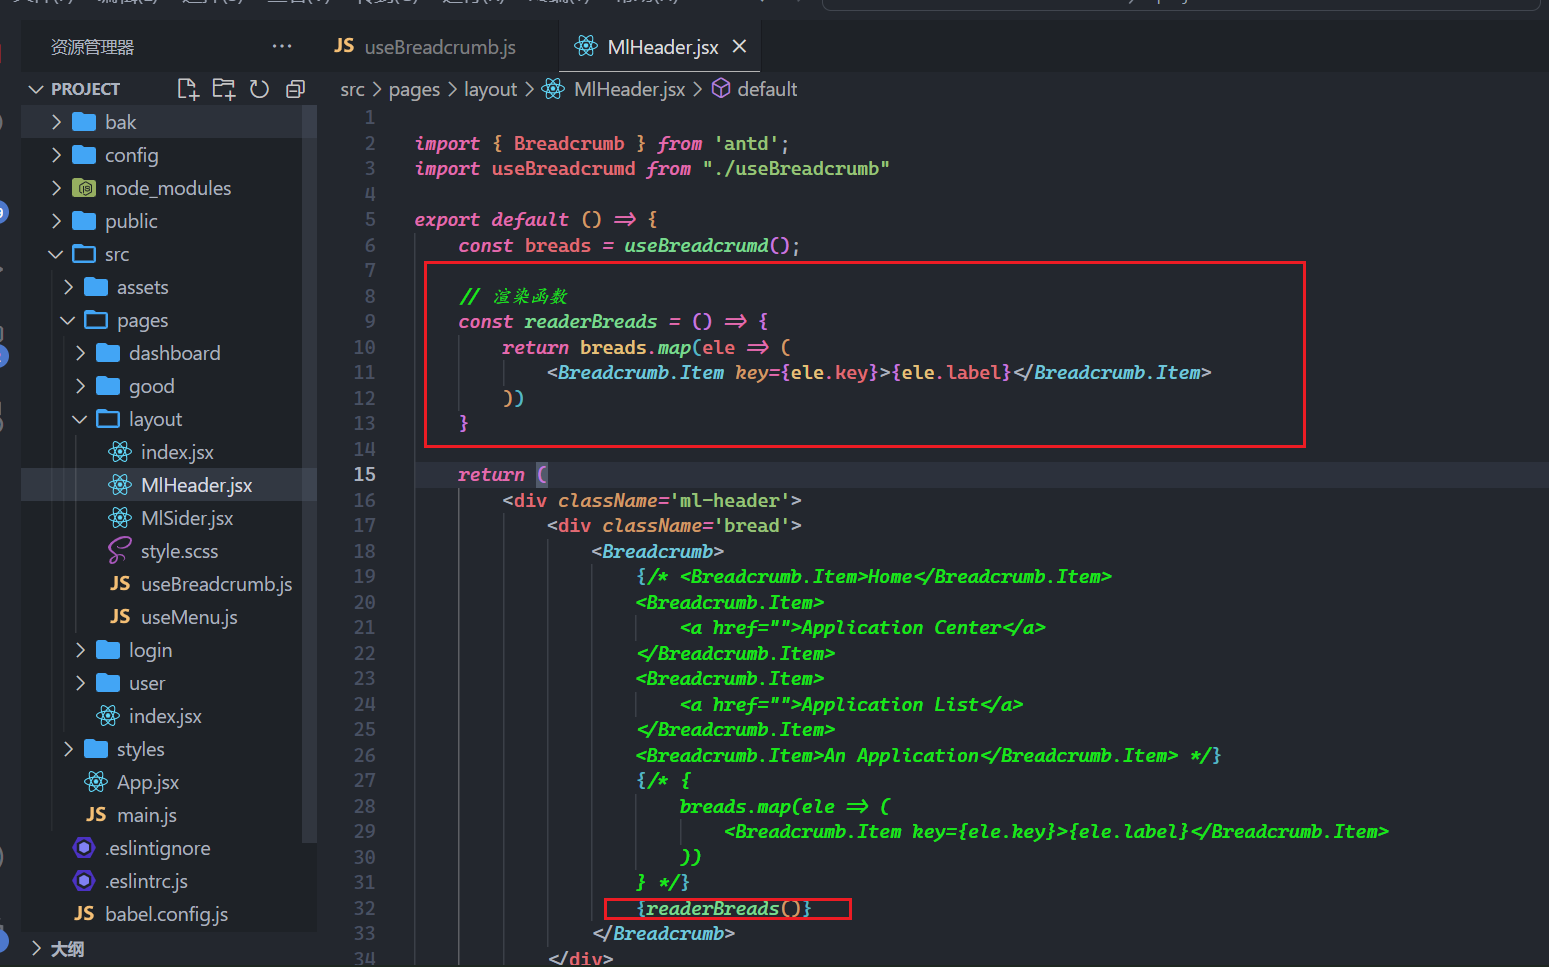 资源管理器
PROJECT
bak
config
node_modules
public
src
assets
pages
dashboard
good
layout
index.jsx
MlHeader.jsx
MlSider.jsx
style.scss
JS useBreadcrumb.js
JS useMenu.js
login
user
index.jsx
styles
App.jsx
JS main.js
.eslintignore
.eslintrc.js
JS babel.config.js
大纲
JS useBreadcrumb.js
MlHeader.jsx
src > pages > layout > MlHeader.jsx > default
1
2 import { Breadcrumb } from 'antd';
3 import useBreadcrumd from "./useBreadcrumb"
4
5 export default () => {
6 const breads = useBreadcrumd();
7
8 // 渲染函数
9 const readerBreads = () => {
10 return breads.map(ele => (
11 <Breadcrumb.Item key={ele.key}>{ele.label}</Breadcrumb.Item>
12 ))
13 }
14
15 return (
16 <div className='ml-header'>
17 <div className='bread'>
18 <Breadcrumb>
19 {/* <Breadcrumb.Item>Home</Breadcrumb.Item>
20 <Breadcrumb.Item>
21 <a href="">Application Center</a>
22 </Breadcrumb.Item>
23 <Breadcrumb.Item>
24 <a href="">Application List</a>
25 </Breadcrumb.Item>
26 <Breadcrumb.Item>An Application</Breadcrumb.Item> */}
27 {/* {
28 breads.map(ele => (
29 <Breadcrumb.Item key={ele.key}>{ele.label}</Breadcrumb.Item>
30 ))
31 } */}
32 {readerBreads()}
33 </Breadcrumb>
34 </div>